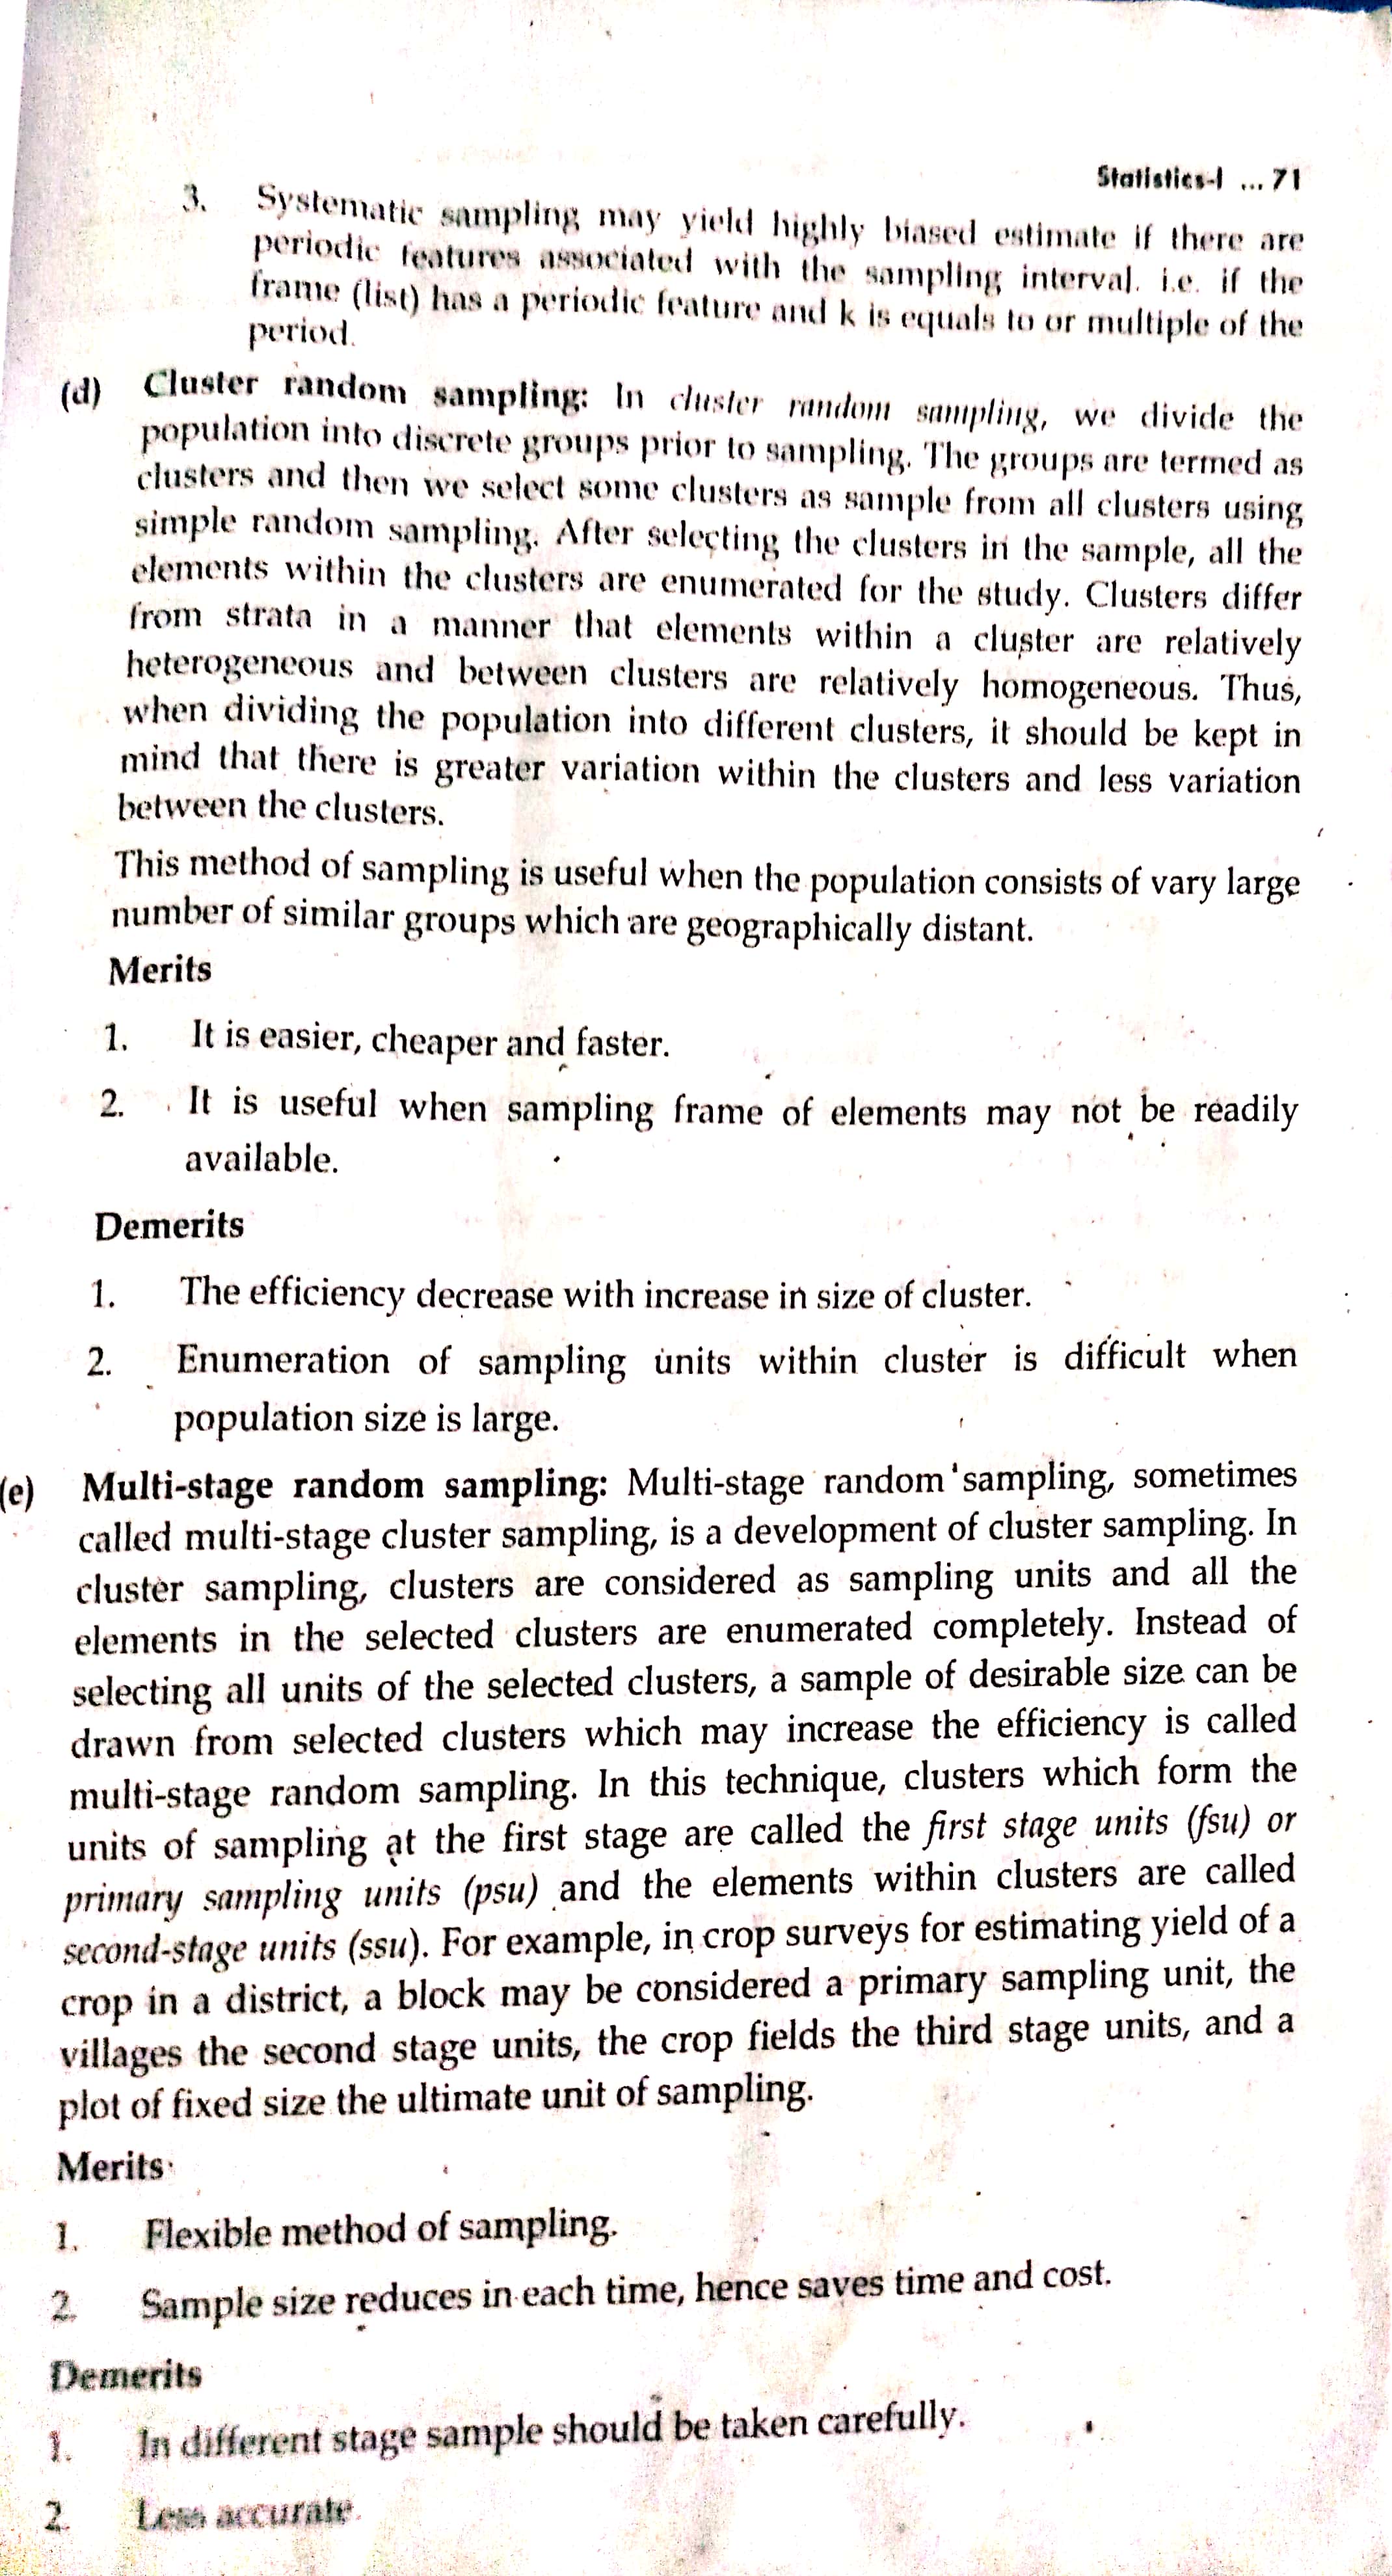 Statistics-I ... 71
3. Systematic sampling may yield highly biased estimate if there are
periodic features associated with the sampling interval. i.e. if the
frame (list) has a periodic feature and k is equals to or multiple of the
period.
(d) Cluster random sampling: In cluster random sampling, we divide the
population into discrete groups prior to sampling. The groups are termed as
clusters and then we select some clusters as sample from all clusters using
simple random sampling. After selecting the clusters in the sample, all the
elements within the clusters are enumerated for the study. Clusters differ
from strata in a manner that elements within a cluster are relatively
heterogeneous and between clusters are relatively homogeneous. Thus,
when dividing the population into different clusters, it should be kept in
mind that there is greater variation within the clusters and less variation
between the clusters.
This method of sampling is useful when the population consists of vary large
number of similar groups which are geographically distant.
Merits
1. It is easier, cheaper and faster.
2. It is useful when sampling frame of elements may not be readily
available.
Demerits
1. The efficiency decrease with increase in size of cluster.
2. Enumeration of sampling units within cluster is difficult when
population size is large.
(e) Multi-stage random sampling: Multi-stage random sampling, sometimes
called multi-stage cluster sampling, is a development of cluster sampling. In
cluster sampling, clusters are considered as sampling units and all the
elements in the selected clusters are enumerated completely. Instead of
selecting all units of the selected clusters, a sample of desirable size can be
drawn from selected clusters which may increase the efficiency is called
multi-stage random sampling. In this technique, clusters which form the
units of sampling at the first stage are called the first stage units (fsu) or
primary sampling units (psu) and the elements within clusters are called
second-stage units (ssu). For example, in crop surveys for estimating yield of a
crop in a district, a block may be considered a primary sampling unit, the
villages the second stage units, the crop fields the third stage units, and a
plot of fixed size the ultimate unit of sampling.
Merits
1. Flexible method of sampling.
2. Sample size reduces in each time, hence saves time and cost.
Demerits
1. In different stage sample should be taken carefully.
2. Less accurate.